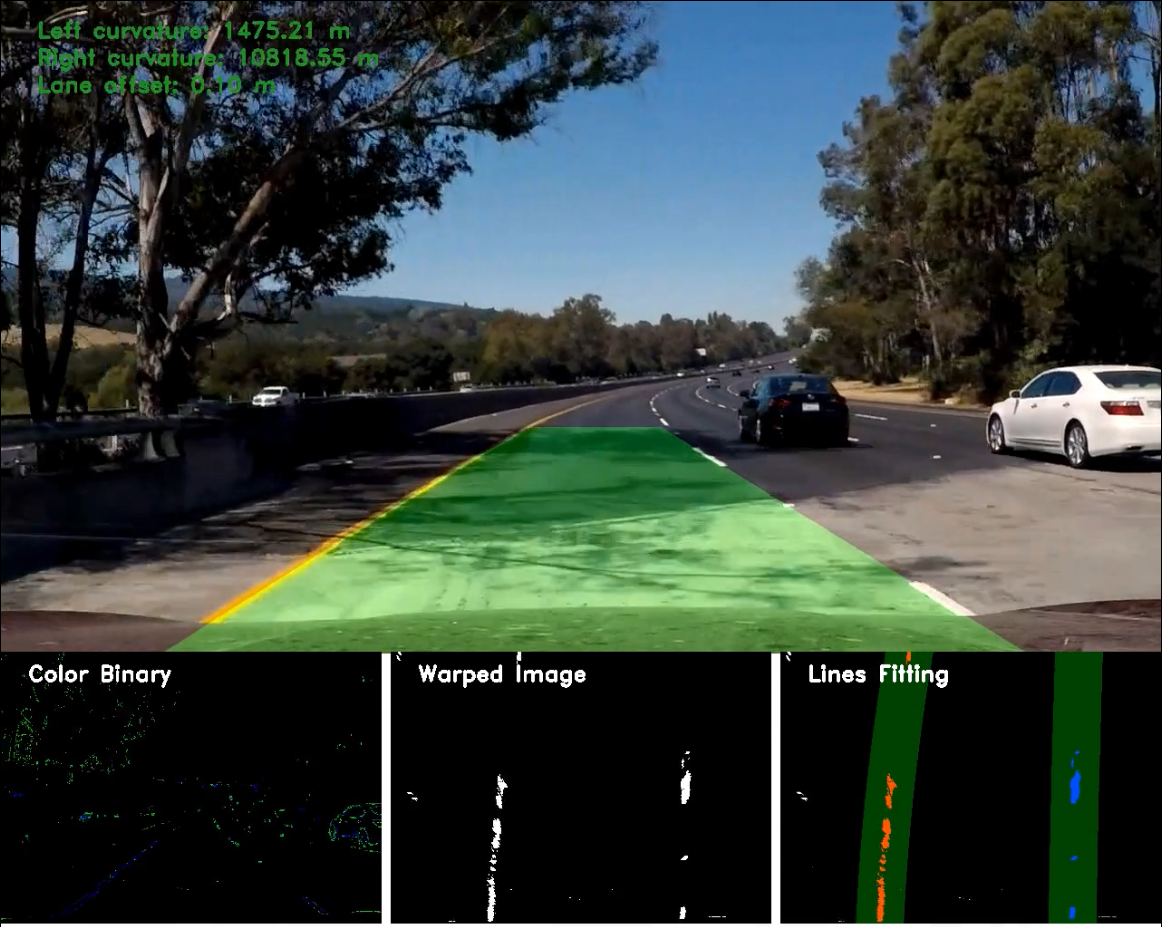 Left curvature: 1475.21 m
Right curvature: 10818.55 m
Lane offset: 0.10 m
Color Binary
Warped Image
Lines Fitting